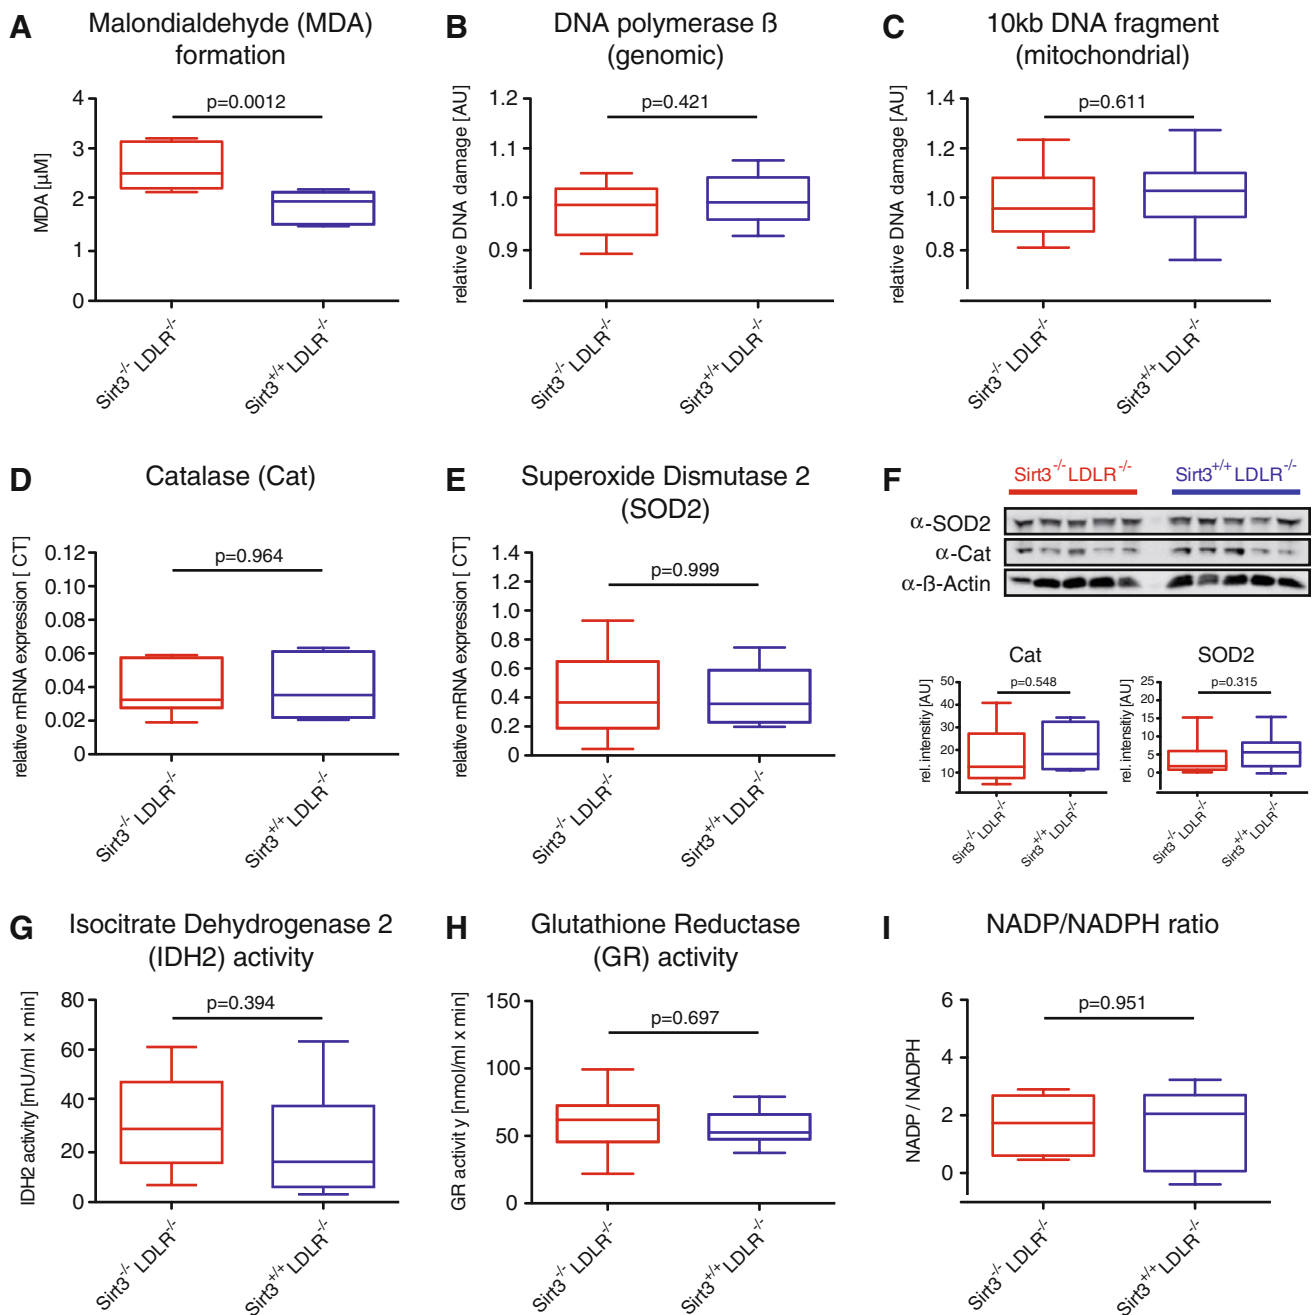 A Malondialdehyde (MDA)
formation
p=0.0012
MDA [µM]
4
3
2
1
0
Sirt3-/- LDLR-/-
Sirt3+/+ LDLR-/-
B DNA polymerase ß
(genomic)
p=0.421
relative DNA damage [AU]
1.2
1.1
1.0
0.9
Sirt3-/- LDLR-/-
Sirt3+/+ LDLR-/-
C 10kb DNA fragment
(mitochondrial)
p=0.611
relative DNA damage [AU]
1.4
1.2
1.0
0.8
Sirt3-/- LDLR-/-
Sirt3+/+ LDLR-/-
D Catalase (Cat)
p=0.964
relative mRNA expression [ CT]
0.12
0.10
0.08
0.06
0.04
0.02
0
Sirt3-/- LDLR-/-
Sirt3+/+ LDLR-/-
E Superoxide Dismutase 2
(SOD2)
p=0.999
relative mRNA expression [ CT]
1.4
1.2
1.0
0.8
0.6
0.4
0.2
0
Sirt3-/- LDLR-/-
Sirt3+/+ LDLR-/-
F Sirt3-/- LDLR-/- Sirt3+/+ LDLR-/-
α-SOD2
α-Cat
α-ß-Actin
Cat
p=0.548
rel. intensitiy [AU]
50
40
30
20
10
Sirt3-/- LDLR-/-
Sirt3+/+ LDLR-/-
SOD2
p=0.315
rel. intensitiy [AU]
25
20
15
10
5
0
Sirt3-/- LDLR-/-
Sirt3+/+ LDLR-/-
G Isocitrate Dehydrogenase 2
(IDH2) activity
p=0.394
IDH2 activity [mU/ml x min]
80
60
40
20
0
Sirt3-/- LDLR-/-
Sirt3+/+ LDLR-/-
H Glutathione Reductase
(GR) activity
p=0.697
GR activit y [nmol/ml x min]
150
100
50
0
Sirt3-/- LDLR-/-
Sirt3+/+ LDLR-/-
I NADP/NADPH ratio
p=0.951
NADP / NADPH
6
4
2
0
Sirt3-/- LDLR-/-
Sirt3+/+ LDLR-/-